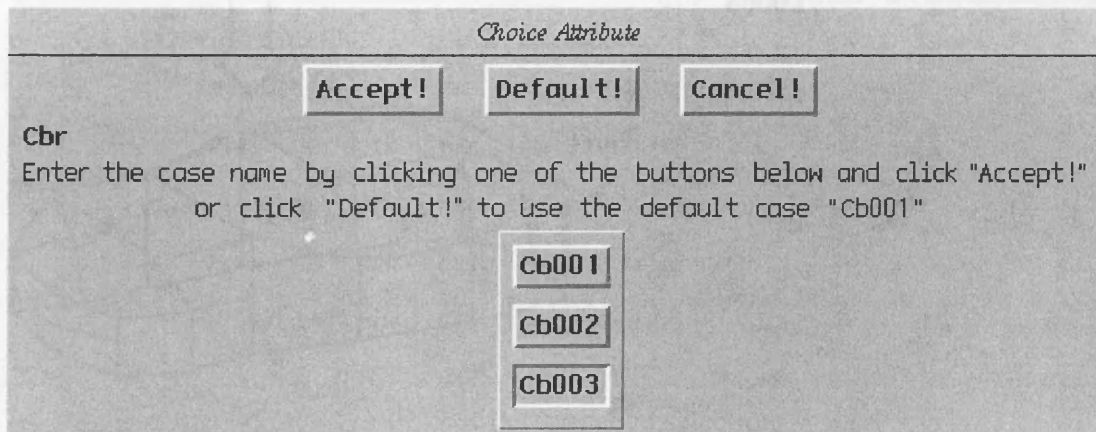 Choice Attribute
Accept! Default! Cancel!
Cbr
Enter the case name by clicking one of the buttons below and click "Accept!"
or click "Default!" to use the default case "Cb001"
Cb001
Cb002
Cb003